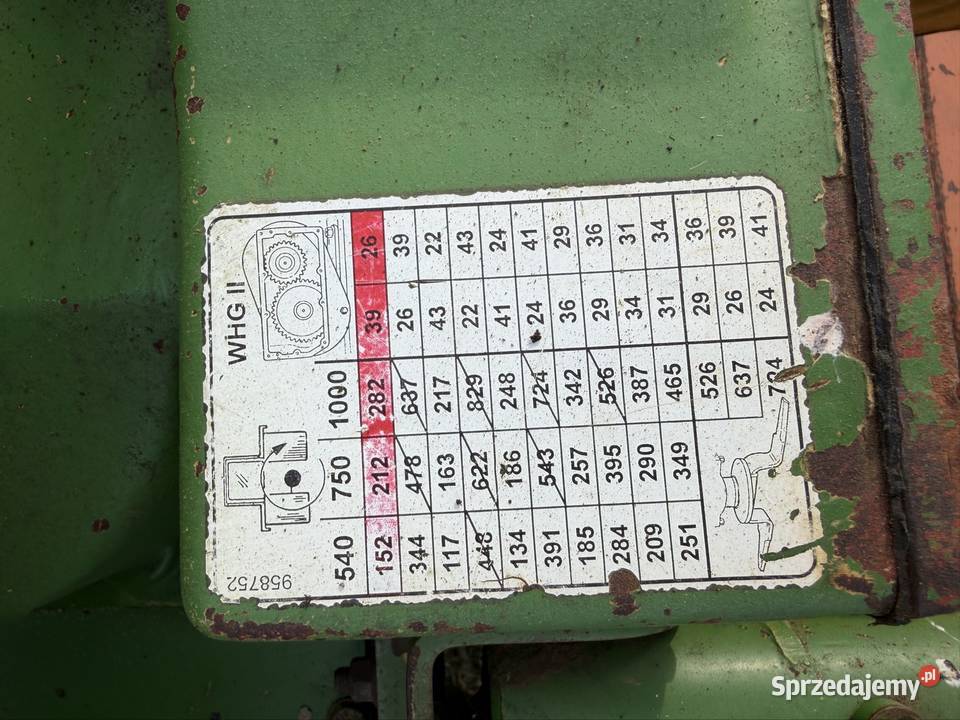 958752
WHG II
540 750 1000
152 212 282 39 26
344 478 637 26 39
117 163 217 43 22
448 622 829 22 43
134 186 248 41 24
391 543 724 24 41
185 257 342 36 29
284 395 526 29 36
209 290 387 34 31
251 349 465 31 34
526 29 36
637 26 39
724 24 41
Sprzedajemy.pl